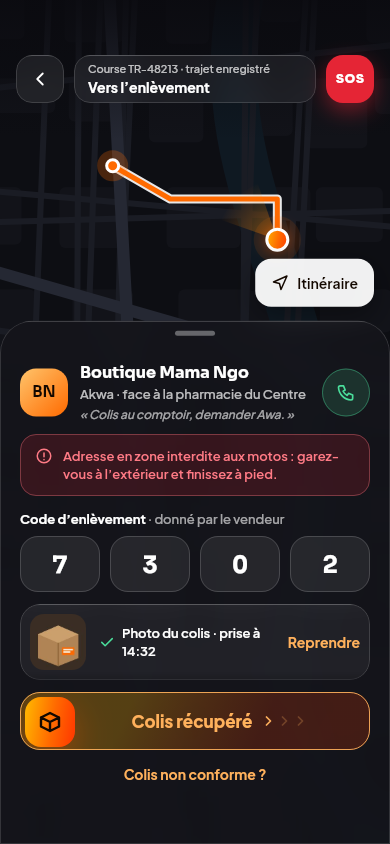 Course TR-48213 · trajet enregistré
Vers l’enlèvement
SOS
Itinéraire
BN
Boutique Mama Ngo
Akwa · face à la pharmacie du Centre
« Colis au comptoir, demander Awa. »
Adresse en zone interdite aux motos : garez-
vous à l’extérieur et finissez à pied.
Code d’enlèvement · donné par le vendeur
7 3 0 2
Photo du colis · prise à
14:32
Reprendre
Colis récupéré
Colis non conforme ?